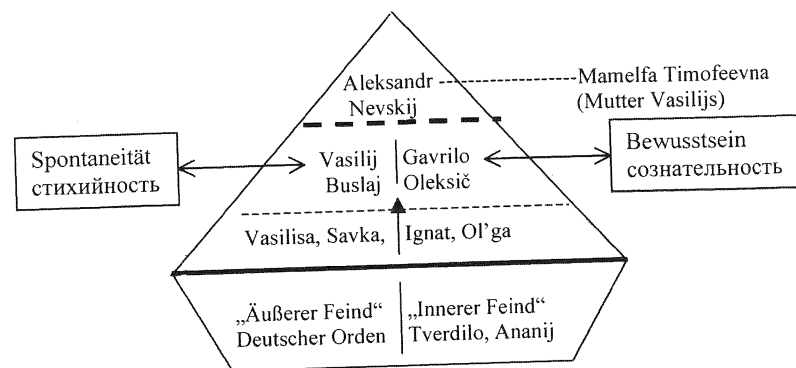 Aleksandr
Nevskij
Mamelfa Timofeevna
(Mutter Vasilijs)
Spontaneität
стихийность
Vasilij
Buslaj
Gavrilo
Oleksič
Bewusstsein
сознательность
Vasilisa, Savka,
Ignat, Ol’ga
„Äußerer Feind“
Deutscher Orden
„Innerer Feind“
Tverdilo, Ananij